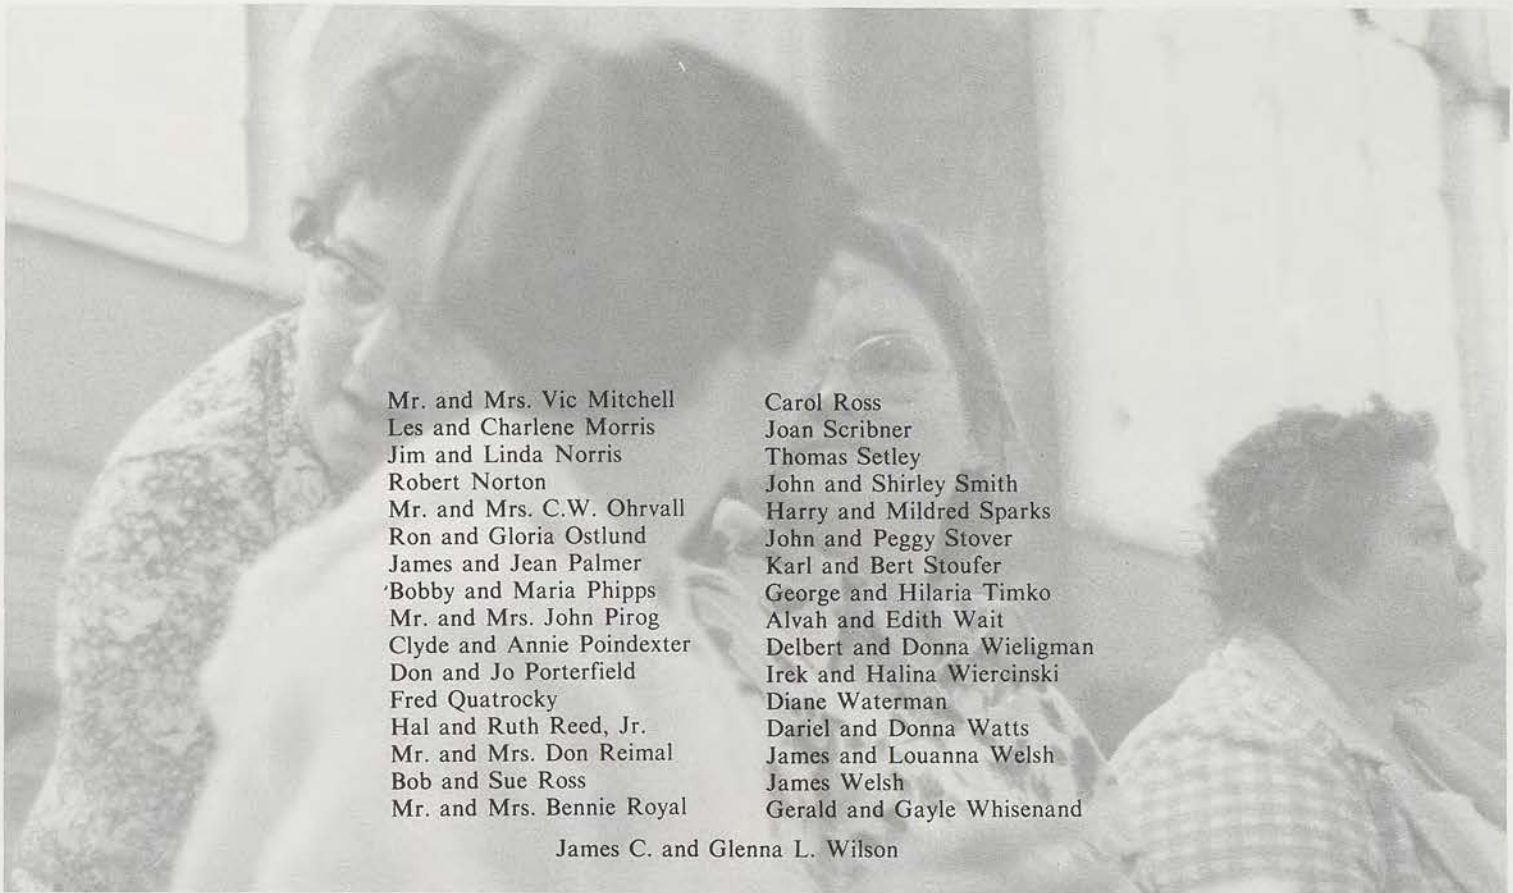 Mr. and Mrs. Vic Mitchell
Les and Charlene Morris
Jim and Linda Norris
Robert Norton
Mr. and Mrs. C.W. Ohrvall
Ron and Gloria Ostlund
James and Jean Palmer
Bobby and Maria Phipps
Mr. and Mrs. John Pirog
Clyde and Annie Poindexter
Don and Jo Porterfield
Fred Quatrocky
Hal and Ruth Reed, Jr.
Mr. and Mrs. Don Reimal
Bob and Sue Ross
Mr. and Mrs. Bennie Royal
Carol Ross
Joan Scribner
Thomas Setley
John and Shirley Smith
Harry and Mildred Sparks
John and Peggy Stover
Karl and Bert Stoufer
George and Hilaria Timko
Alvah and Edith Wait
Delbert and Donna Wieligman
Irek and Halina Wiercinski
Diane Waterman
Dariel and Donna Watts
James and Louanna Welsh
James Welsh
Gerald and Gayle Whisenand
James C. and Glenna L. Wilson